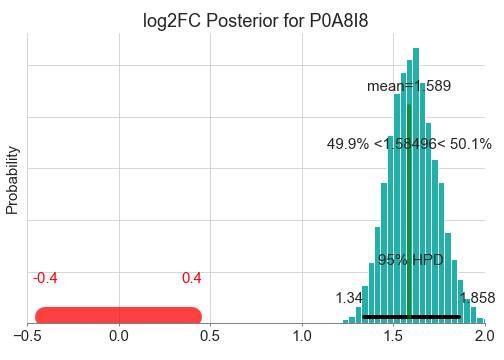 log2FC Posterior for P0A8I8
mean=1.589
49.9% <1.58496< 50.1%
Probability
95% HPD
-0.4 0.4
1.34 1.858
−0.5 0.0 0.5 1.0 1.5 2.0